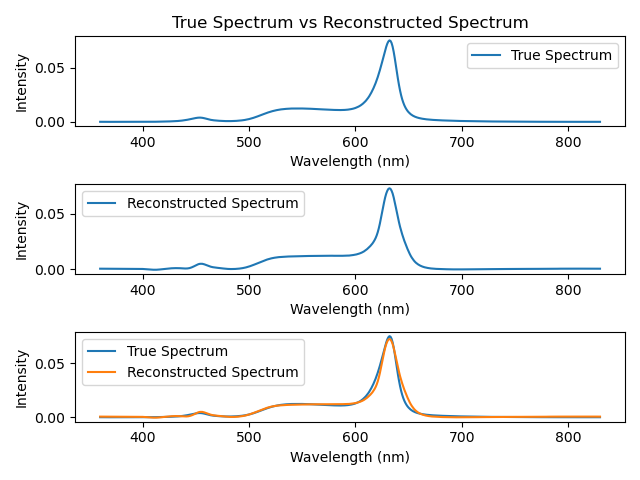 True Spectrum vs Reconstructed Spectrum
0.05
0.00
Intensity
True Spectrum
400 500 600 700 800
Wavelength (nm)
0.05
0.00
Intensity
Reconstructed Spectrum
400 500 600 700 800
Wavelength (nm)
0.05
0.00
Intensity
True Spectrum
Reconstructed Spectrum
400 500 600 700 800
Wavelength (nm)